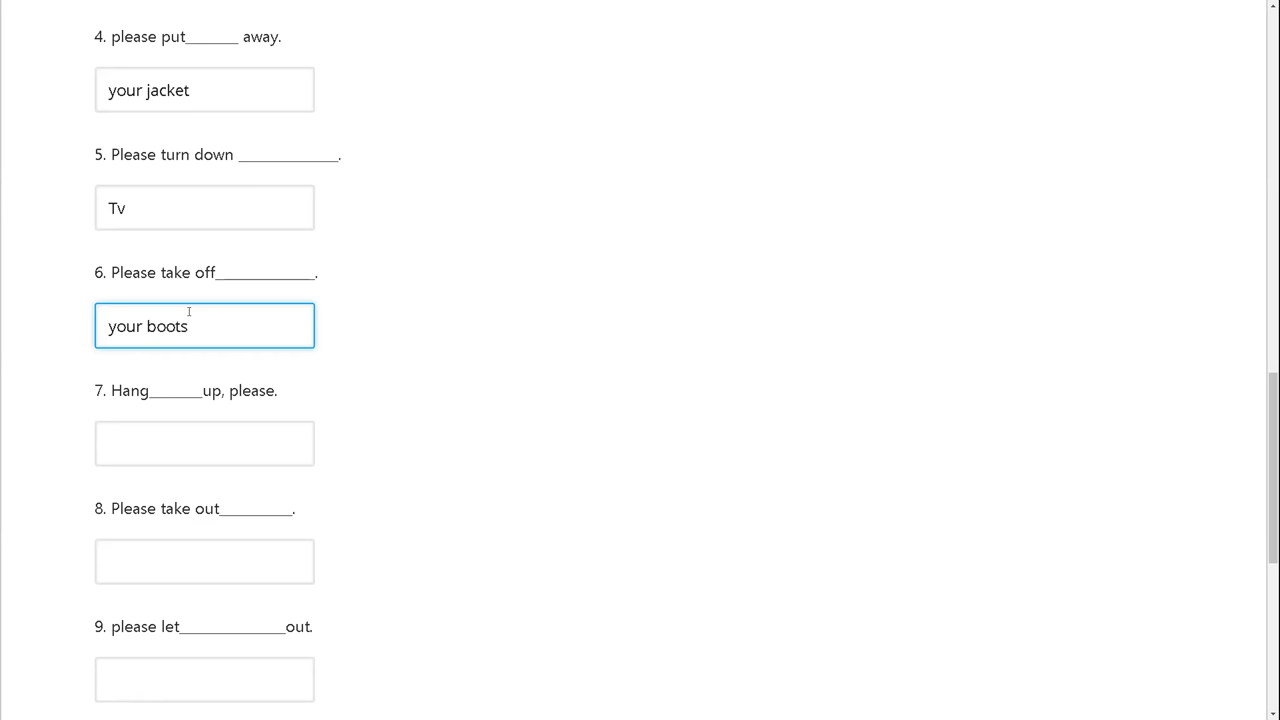 4. please put_______ away.
your jacket
5. Please turn down _____________.
Tv
6. Please take off_____________.
your boots
7. Hang_______up, please.
8. Please take out__________.
9. please let______________out.